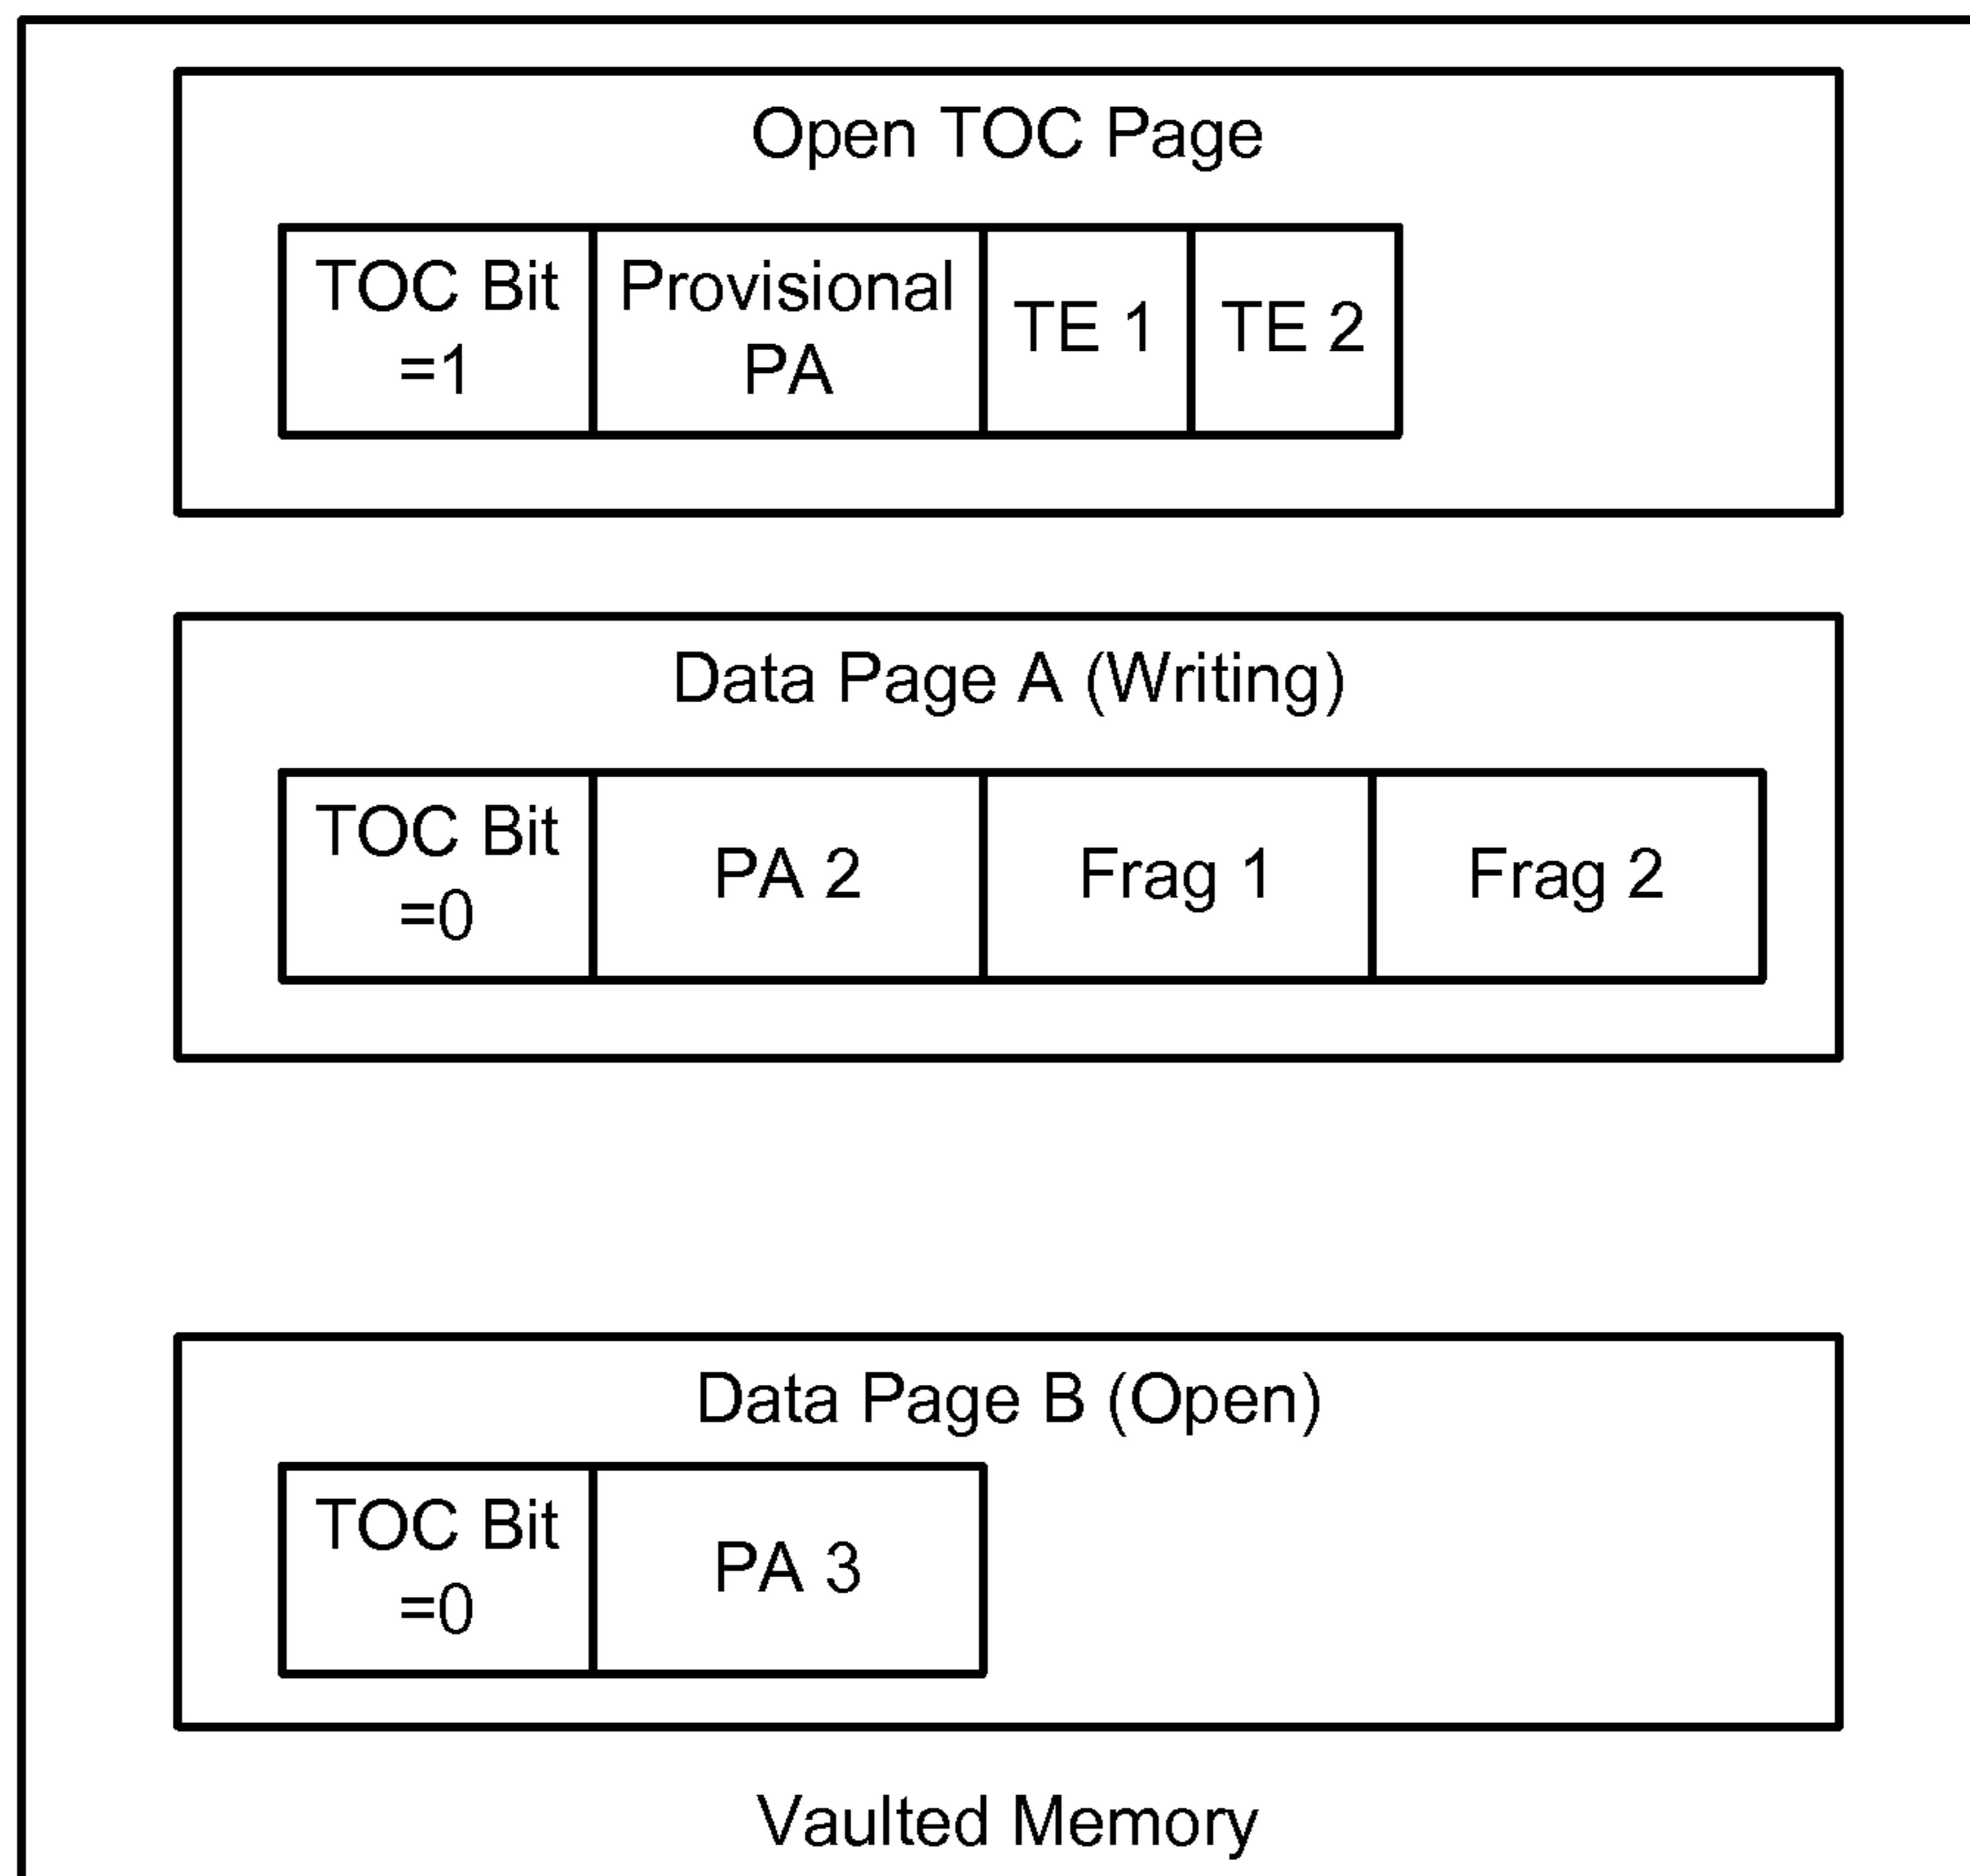 Open TOC Page
TOC Bit
=1
Provisional
PA
TE 1
TE 2
Data Page A (Writing)
TOC Bit
=0
PA 2
Frag 1
Frag 2
Data Page B (Open)
TOC Bit
=0
PA 3
Vaulted Memory